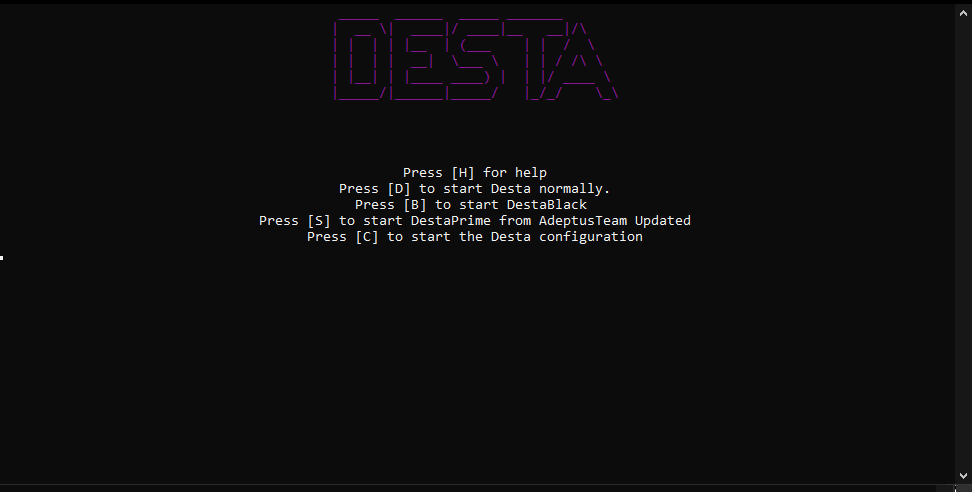 DESTA
Press [H] for help
Press [D] to start Desta normally.
Press [B] to start DestaBlack
Press [S] to start DestaPrime from AdeptusTeam Updated
Press [C] to start the Desta configuration